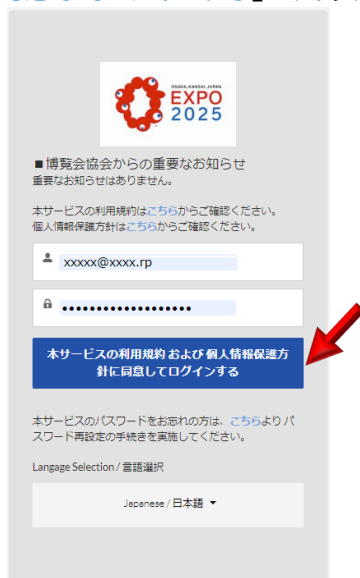 OSAKA, KANSAI, JAPAN
EXPO
2025
■博覧会協会からの重要なお知らせ
重要なお知らせはありません。
本サービスの利用規約はこちらからご確認ください。
個人情報保護方針はこちらからご確認ください。
xxxxx@xxxx.rp
••••••••••••••••••••
本サービスの利用規約 および 個人情報保護方
針に同意してログインする
本サービスのパスワードをお忘れの方は、こちらよりパ
スワード再設定の手続きを実施してください。
Langage Selection / 言語選択
Japanese / 日本語